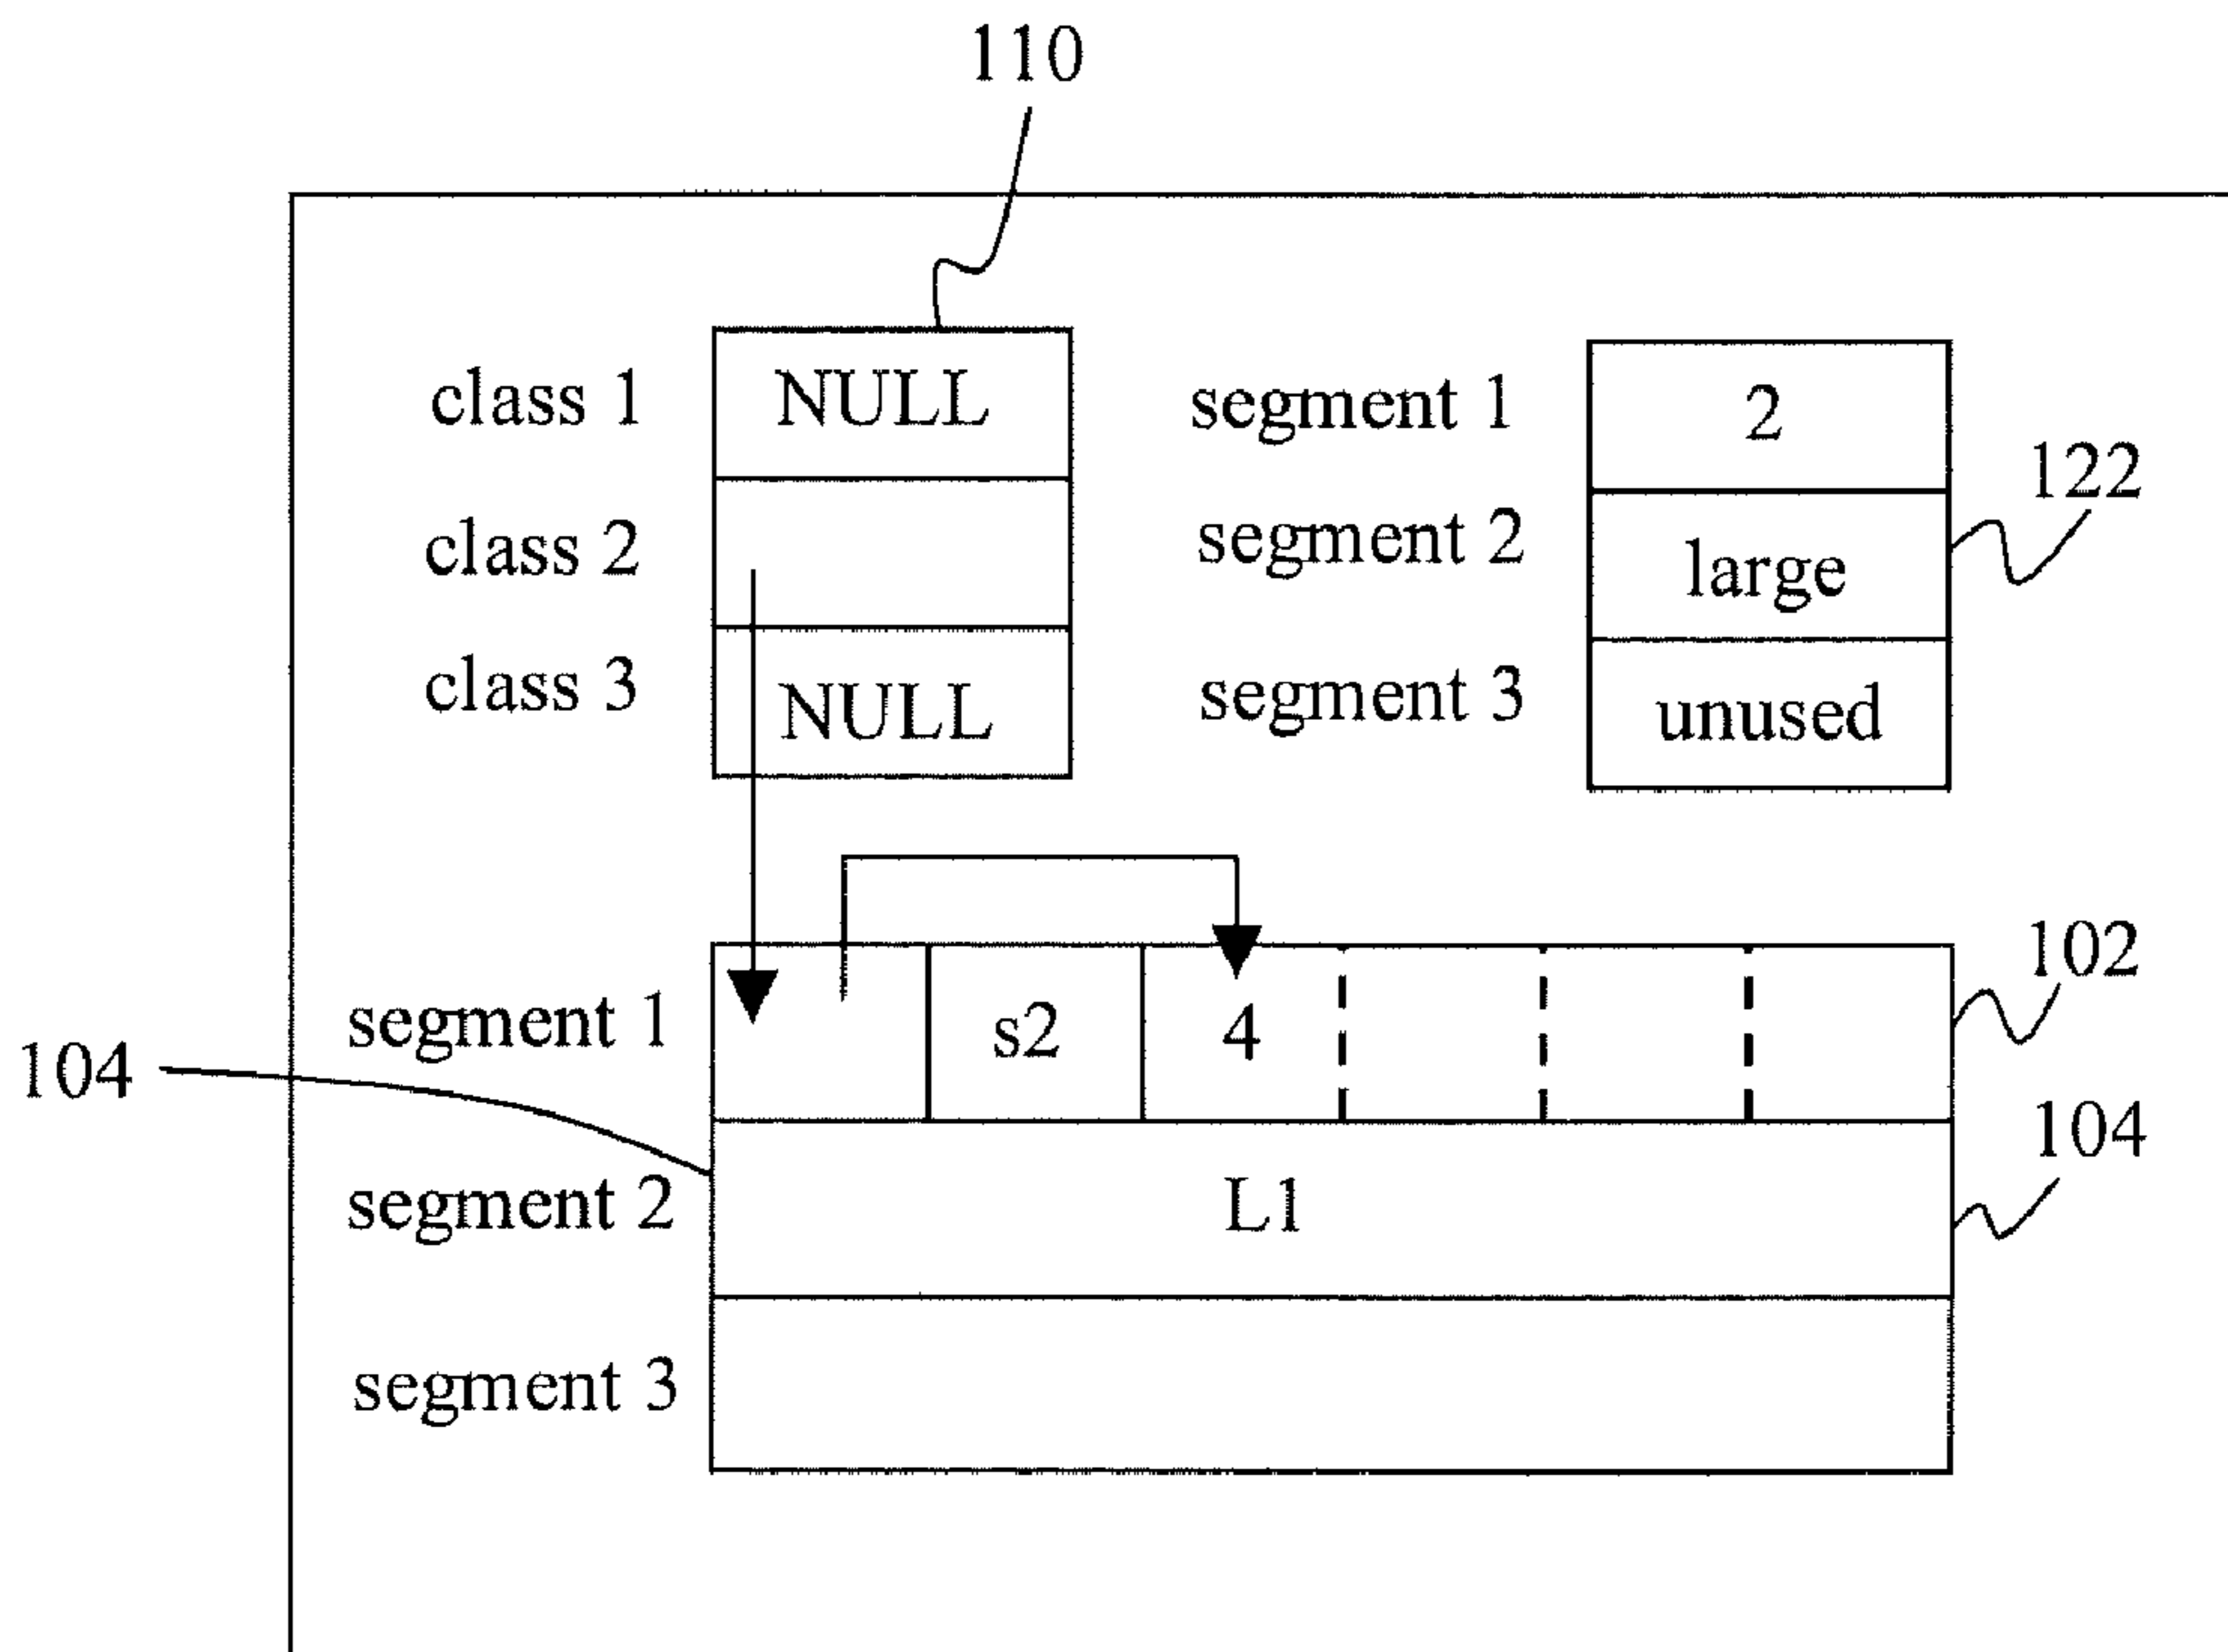 110
class 1 NULL segment 1 2
122
class 2 segment 2 large
class 3 NULL segment 3 unused
102
segment 1 s2 4
104
104
segment 2 L1
segment 3